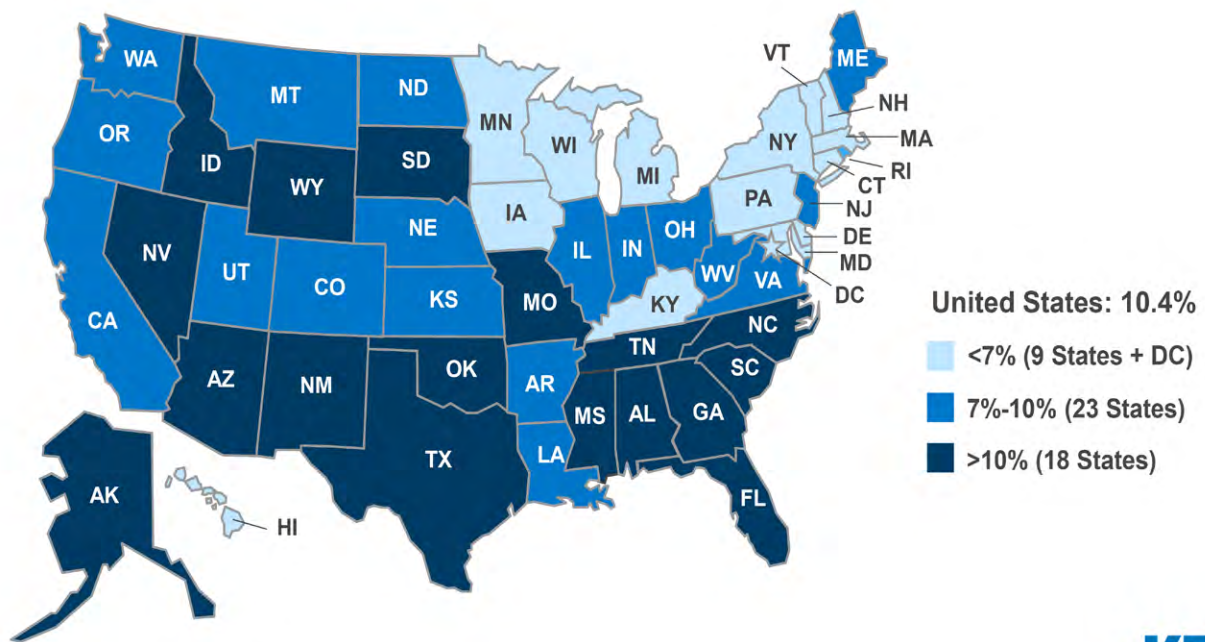 WA
MT
ND
MN
VT
ME
NH
OR
ID
WY
SD
WI
MI
NY
MA
RI
CT
NV
UT
CO
NE
IA
IL
IN
OH
PA
NJ
DE
MD
DC
WV
VA
CA
KS
MO
KY
AZ
NM
OK
AR
TN
NC
SC
MS
AL
GA
TX
LA
FL
AK
HI
United States: 10.4%
<7% (9 States + DC)
7%-10% (23 States)
>10% (18 States)